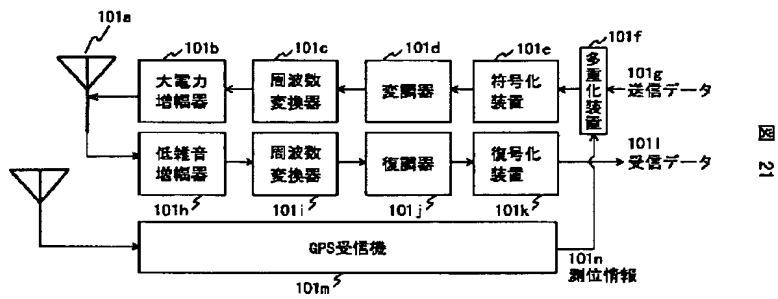 101a
101b
101c
101d
101e
101f
大電力
増幅器
周波数
変換器
変調器
符号化
装置
多重化装置
101g
送信データ
低雑音
増幅器
周波数
変換器
復調器
復号化
装置
101l
受信データ
101h
101i
101j
101k
GPS受信機
101n
測位情報
101m
図 21